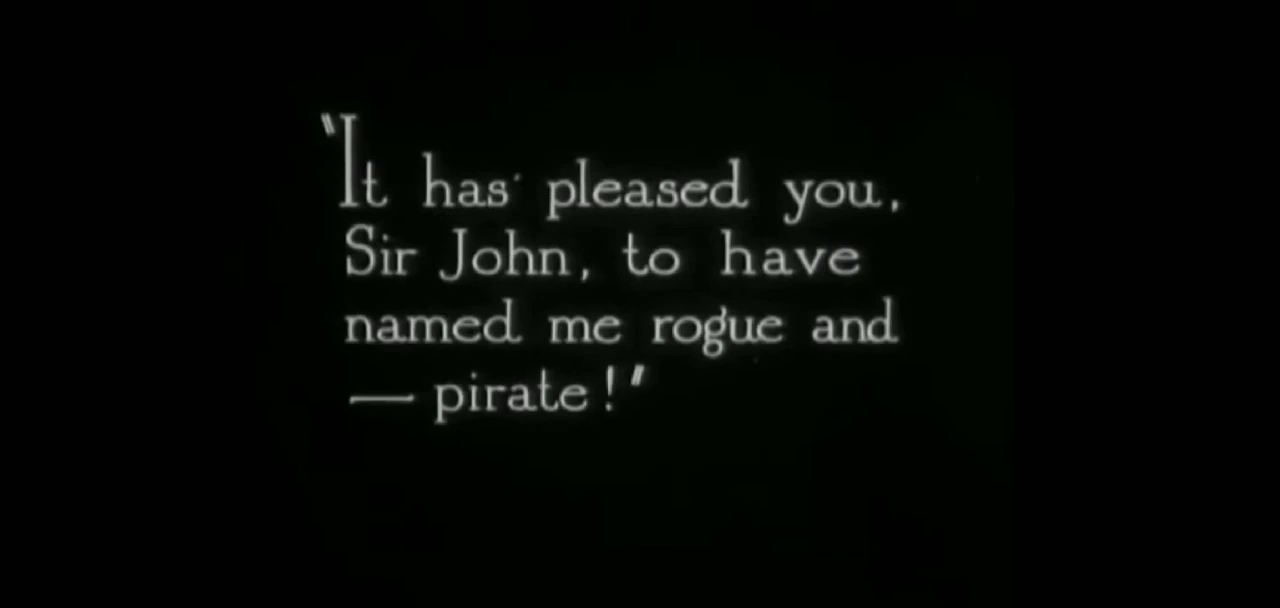 "It has pleased you,
Sir John, to have
named me rogue and
— pirate!"